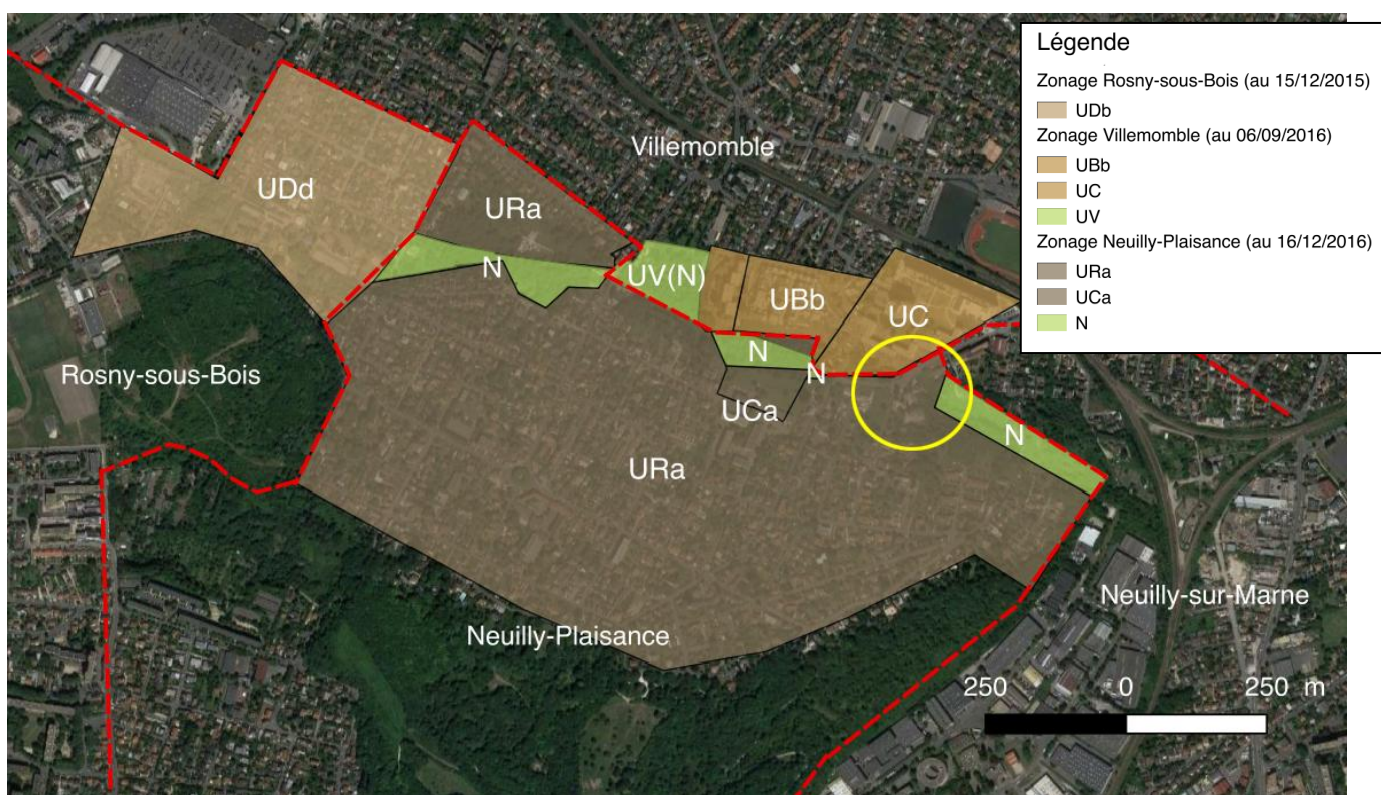 Légende
Zonage Rosny-sous-Bois (au 15/12/2015)
UDb
Zonage Villemomble (au 06/09/2016)
UBb
UC
UV
Zonage Neuilly-Plaisance (au 16/12/2016)
URa
UCa
N
Villemomble
UDd
URa
N
UV(N)
UBb
UC
N
N
Rosny-sous-Bois
UCa
N
URa
Neuilly-sur-Marne
Neuilly-Plaisance
250 0 250 m